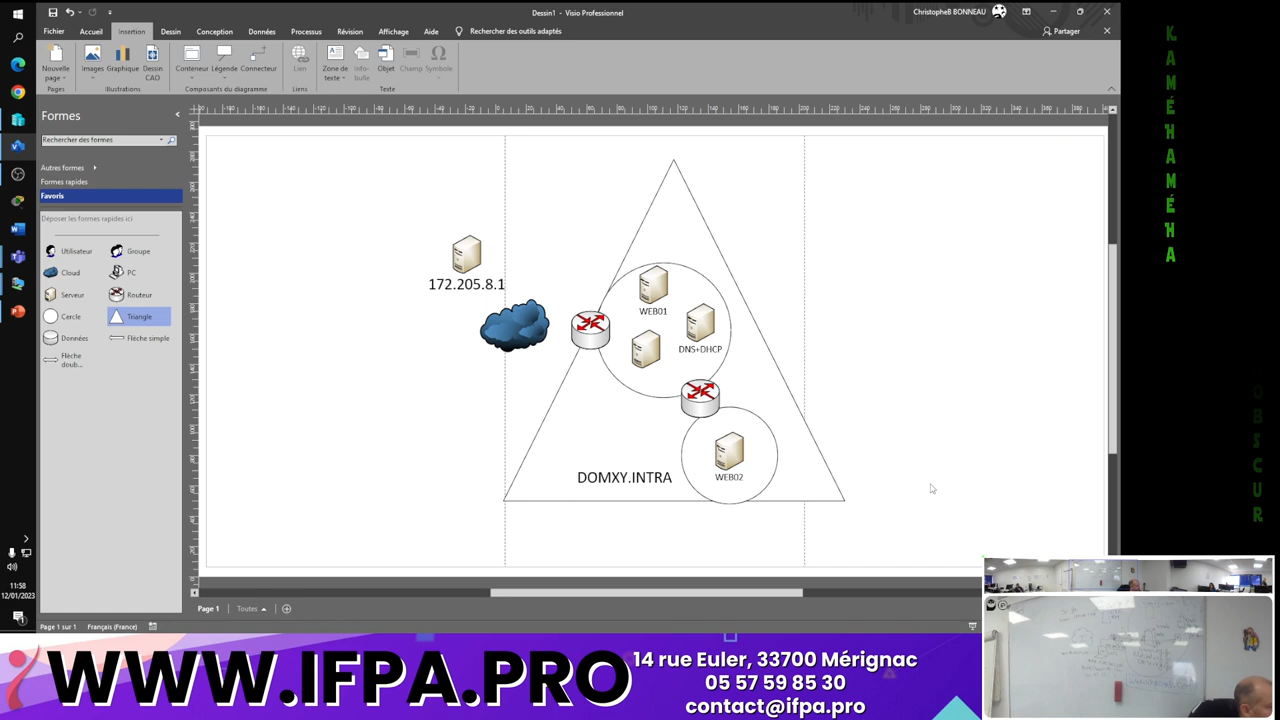 Dessin1 - Visio Professionnel
ChristopheB BONNEAU
Fichier Accueil Insertion Dessin Conception Données Processus Révision Affichage Aide Rechercher des outils adaptés Partager
Nouvelle page
Images
Graphique
Dessin CAO
Conteneur
Légende
Connecteur
Lien
Zone de texte
Info-bulle
Objet
Champ
Symbole
Pages Illustrations Composants du diagramme Liens Texte
Formes
Rechercher des formes
Autres formes
Formes rapides
Favoris
Déposer les formes rapides ici
Utilisateur Groupe
Cloud PC
Serveur Routeur
Cercle Triangle
Données Flèche simple
Flèche doub...
172.205.8.1
WEB01
DNS+DHCP
DOMXY.INTRA
WEB02
11:58
12/01/2023
Page 1 Toutes
Page 1 sur 1 Français (France)
KAMÉHAMÉHA
OBSCUR
WWW.IFPA.PRO
14 rue Euler, 33700 Mérignac
05 57 59 85 30
contact@ifpa.pro